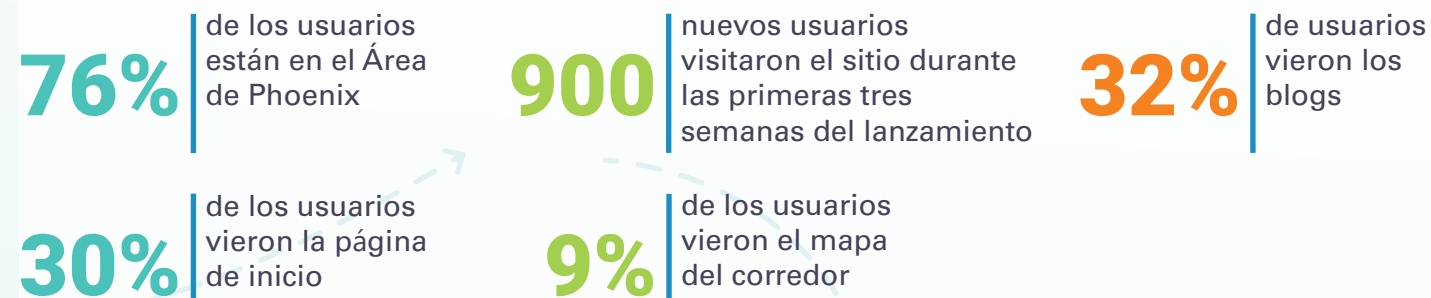 76%
de los usuarios
están en el Área
de Phoenix
900
nuevos usuarios
visitaron el sitio durante
las primeras tres
semanas del lanzamiento
32%
de usuarios
vieron los
blogs
30%
de los usuarios
vieron la página
de inicio
9%
de los usuarios
vieron el mapa
del corredor